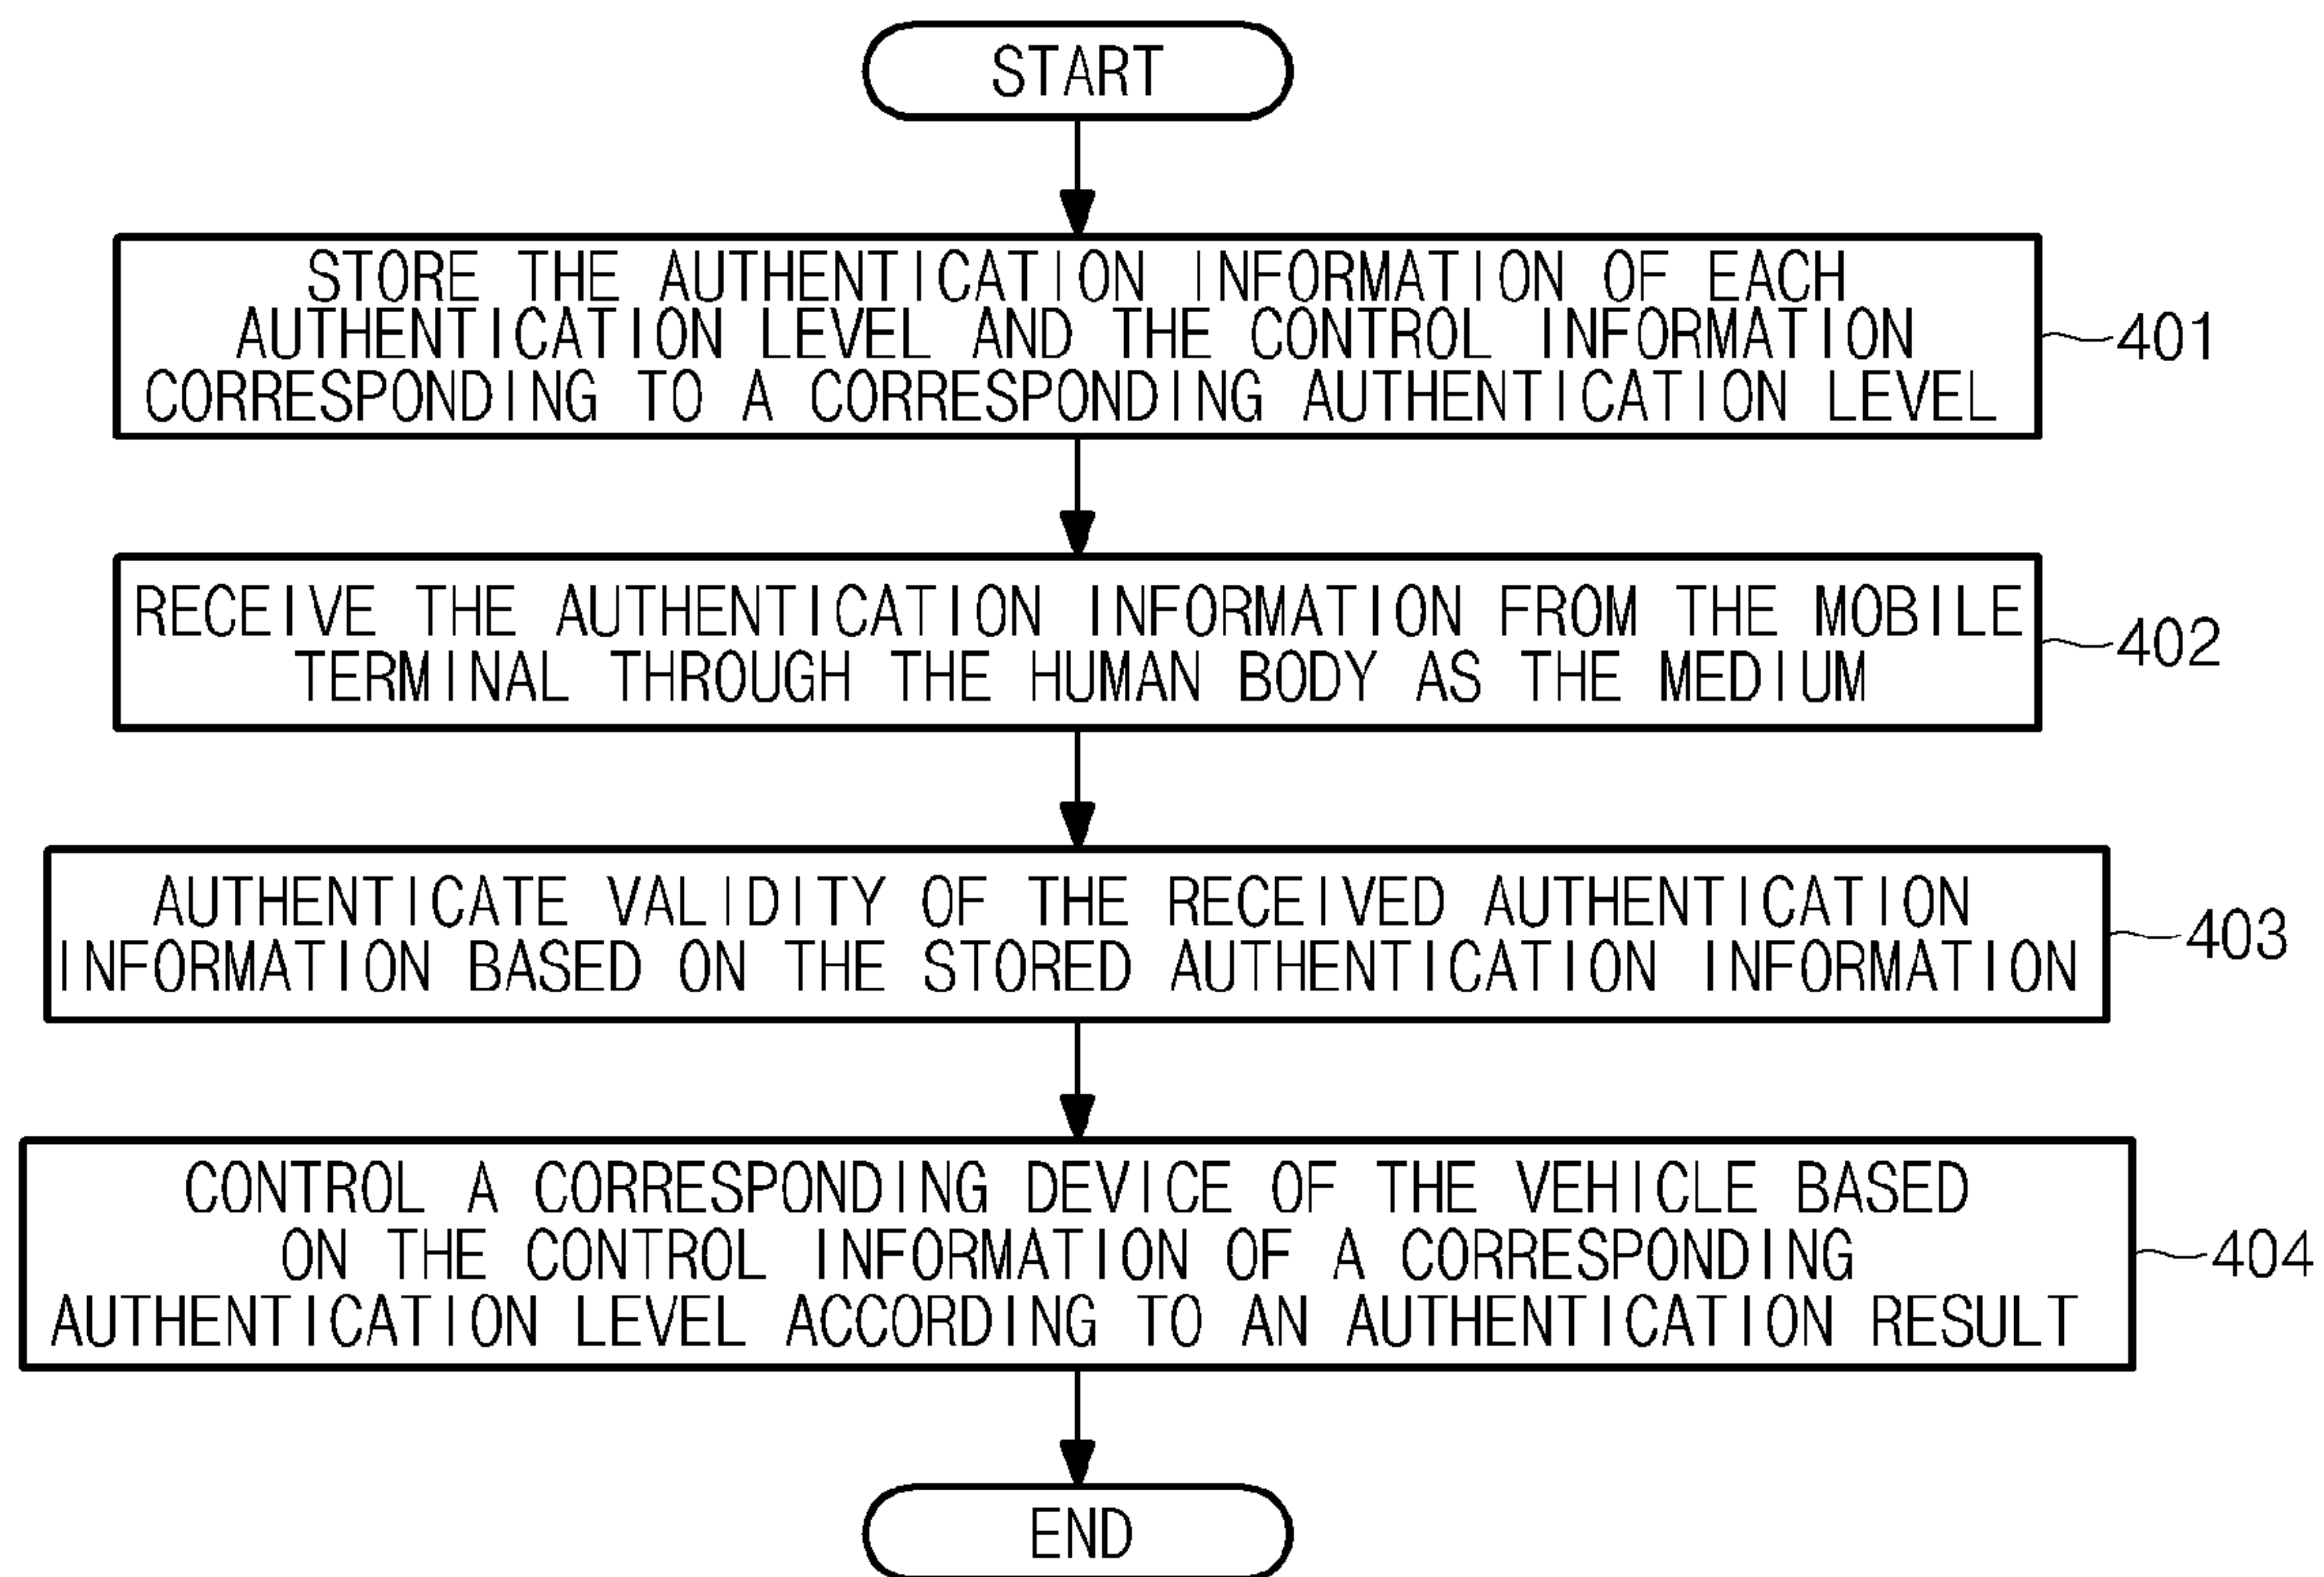 START
STORE THE AUTHENTICATION INFORMATION OF EACH
AUTHENTICATION LEVEL AND THE CONTROL INFORMATION
CORRESPONDING TO A CORRESPONDING AUTHENTICATION LEVEL
401
RECEIVE THE AUTHENTICATION INFORMATION FROM THE MOBILE
TERMINAL THROUGH THE HUMAN BODY AS THE MEDIUM
402
AUTHENTICATE VALIDITY OF THE RECEIVED AUTHENTICATION
INFORMATION BASED ON THE STORED AUTHENTICATION INFORMATION
403
CONTROL A CORRESPONDING DEVICE OF THE VEHICLE BASED
ON THE CONTROL INFORMATION OF A CORRESPONDING
AUTHENTICATION LEVEL ACCORDING TO AN AUTHENTICATION RESULT
404
END